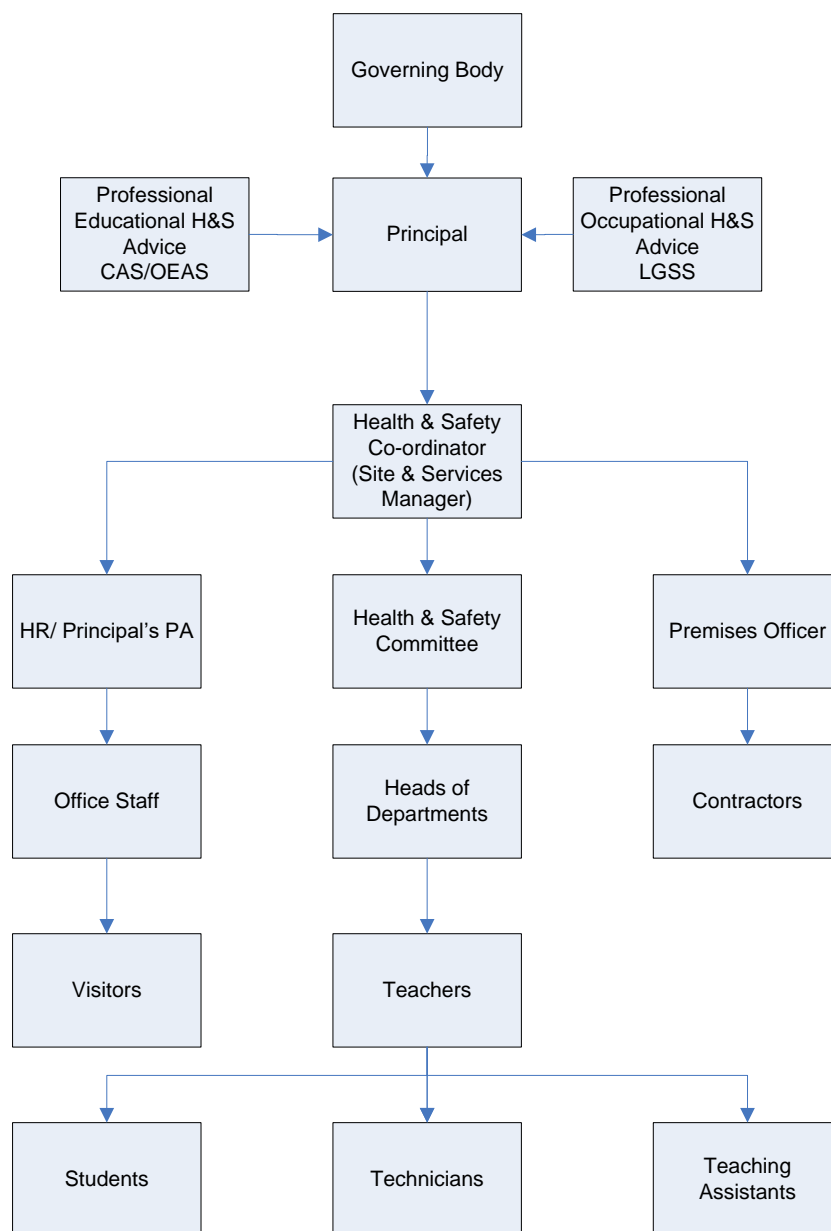 Governing Body
Professional
Educational H&S
Advice
CAS/OEAS
Principal
Professional
Occupational H&S
Advice
LGSS
Health & Safety
Co-ordinator
(Site & Services
Manager)
HR/ Principal’s PA
Health & Safety
Committee
Premises Officer
Office Staff
Heads of
Departments
Contractors
Visitors
Teachers
Students
Technicians
Teaching
Assistants